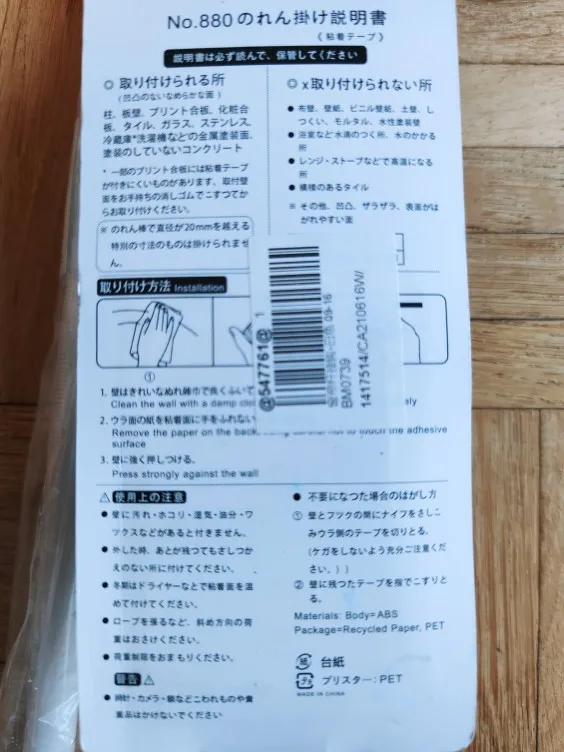 No.880のれん掛け説明書
《粘着テープ》
説明書は必ず読んで、保管してください
◎ 取り付けられる所
(凹凸のないなめらかな面)
柱、板壁、プリント合板、化粧合
板、タイル、ガラス、ステンレス、
冷蔵庫*洗濯機などの金属塗装面、
塗装のしていないコンクリート
* 一部のプリント合板には粘着テープ
が付きにくいものがあります、取付壁
面をお手持ちの消しゴムでこすつてか
らお取り付けください。
※ のれん棒で直径が20mmを越える
特別の寸法のものは掛けられませ
ん。
◎ x取り付けられない所
● 布壁、壁紙、ビニル壁紙、土壁、し
つくい、モルタル、水性塗装壁
● 浴室など水滴のつく所、水のかかる
所
● レンジ・ストーブなどで高温になる
所
● 模様のあるタイル
※ その他、凹凸、ザラザラ、表面がは
がれやすい面
取り付け方法 Installation
①
@547761@ 1
09-16
BM0739
1417514/CA210616W/
1. 壁はきれいなぬれ雑巾で良くふいて
Clean the wall with a damp
2. ウラ面の紙を粘着面に手をふれない
Remove the paper on the back, being careful not to touch the adhesive
surface
3. 壁に強く押しつける。
Press strongly against the wall
⚠ 使用上の注意
● 壁に汚れ・ホコリ・湿気・油分・ワ
ツクスなどがあると付きません。
● 外した時、あとが残つてもさしつか
えのない所に付けてください。
● 冬期はドライヤーなとで粘着面を温
めて付けてください。
● ロープを張るなど、斜め方向の荷
重はおさけください。
● 荷重制限をおまもりください。
警告 ⚠
● 時計・カメラ・額などこわれものや貴
重品はかけないでください
● 不要になつた場合のはがし方
① 壁とフツクの間にナイフをさしこ
みウラ側のテープを切りとる。
(ケガをしないよう充分ご注意くだ
さい。))
② 壁に残つたテープを指でこすりと
る。
Materials: Body=ABS
Package=Recycled Paper, PET
紙 台紙
プラ ブリスター: PET
MADE IN CHINA